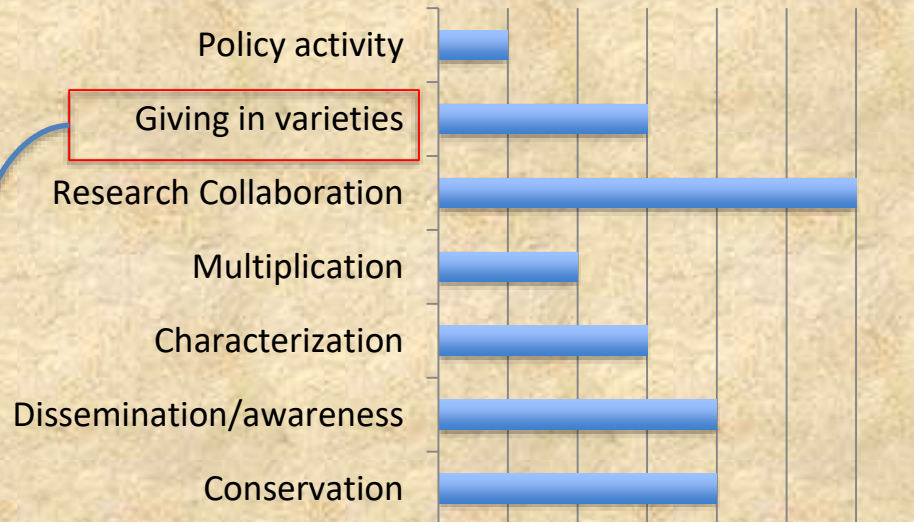 Policy activity
Giving in varieties
Research Collaboration
Multiplication
Characterization
Dissemination/awareness
Conservation